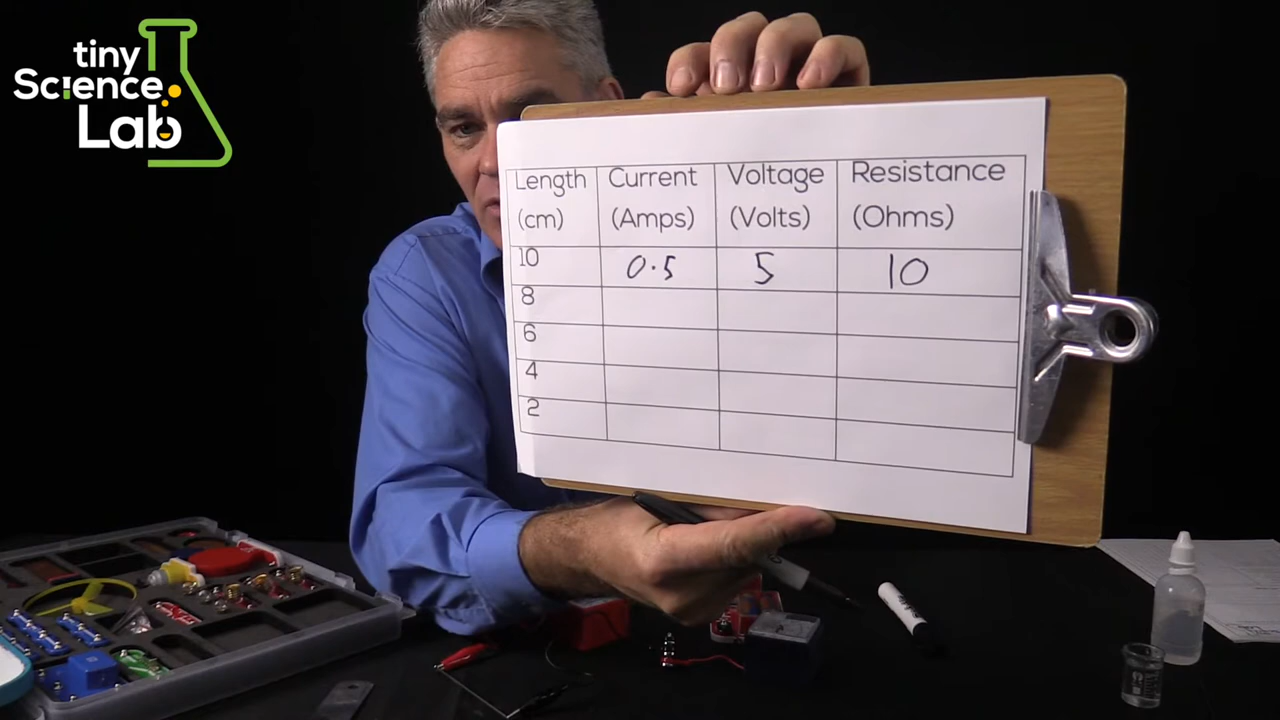 tiny
Science
Lab
Length Current Voltage Resistance
(cm) (Amps) (Volts) (Ohms)
10 0.5 5 10
8
6
4
2